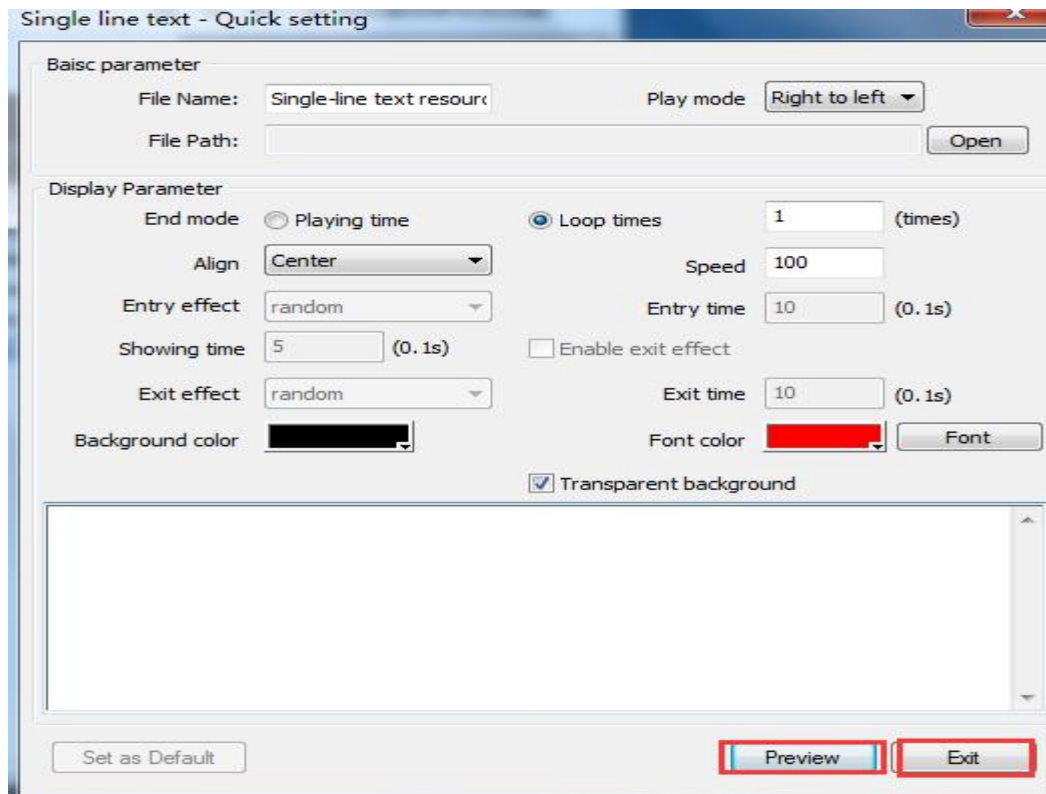 Single line text - Quick setting
Baisc parameter
File Name: Single-line text resourc Play mode Right to left
File Path: Open
Display Parameter
End mode Playing time Loop times 1 (times)
Align Center Speed 100
Entry effect random Entry time 10 (0.1s)
Showing time 5 (0.1s) Enable exit effect
Exit effect random Exit time 10 (0.1s)
Background color Font color Font
Transparent background
Set as Default Preview Exit